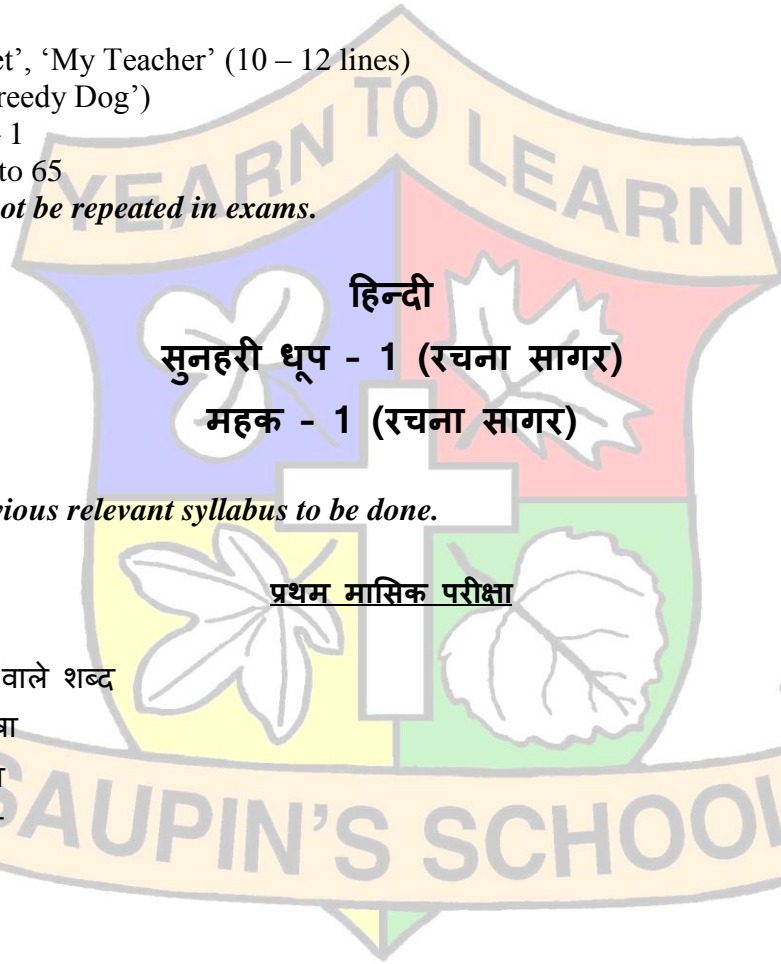 et’, ‘My Teacher’ (10 – 12 lines)
reedy Dog’)
1
to 65
ot be repeated in exams.
YEARN TO LEARN
हिन्दी
सुनहरी धूप – 1 (रचना सागर)
महक – 1 (रचना सागर)
vious relevant syllabus to be done.
प्रथम मासिक परीक्षा
वाले शब्द
SAUPIN’S SCHOOL